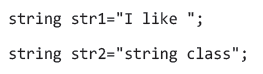 string str1="I like ";
string str2="string class";